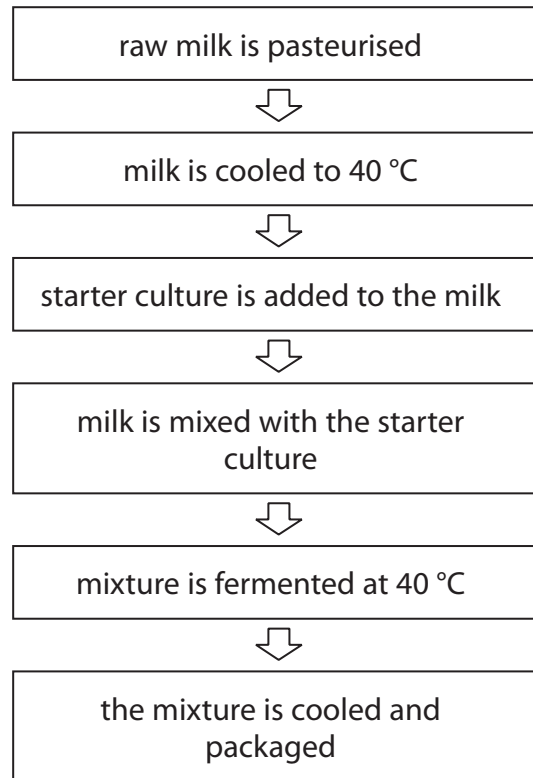 raw milk is pasteurised
milk is cooled to 40 °C
starter culture is added to the milk
milk is mixed with the starter
culture
mixture is fermented at 40 °C
the mixture is cooled and
packaged